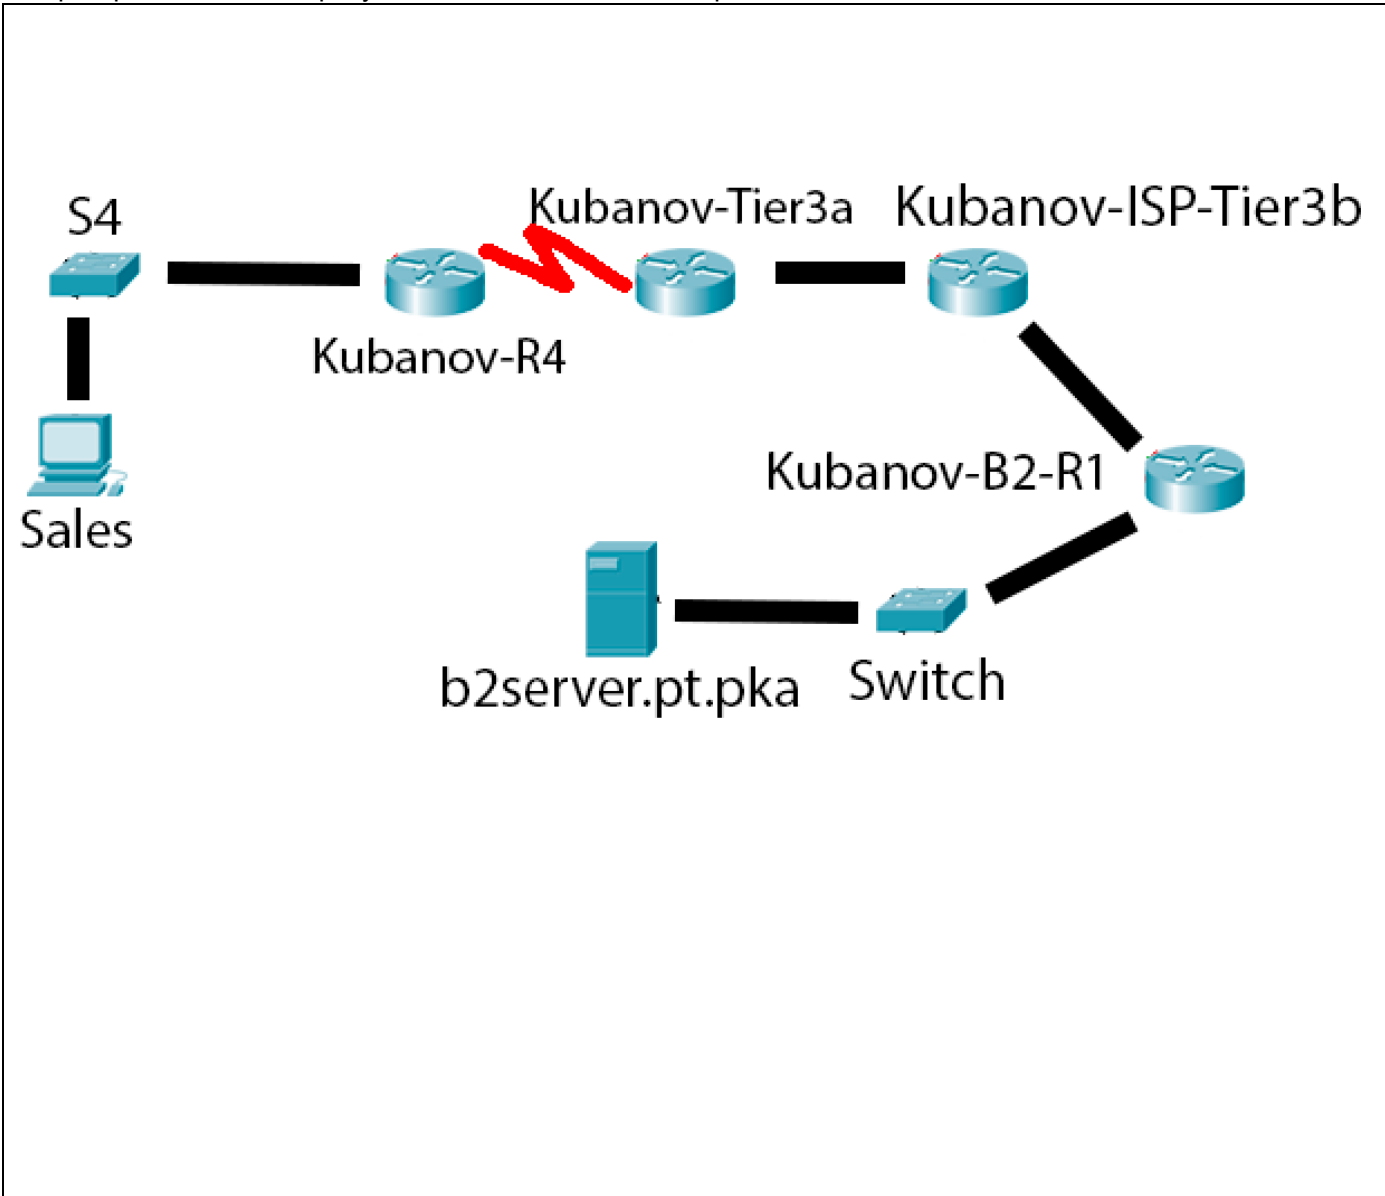 S4
Kubanov-Tier3a
Kubanov-ISP-Tier3b
Kubanov-R4
Sales
Kubanov-B2-R1
b2server.pt.pka
Switch